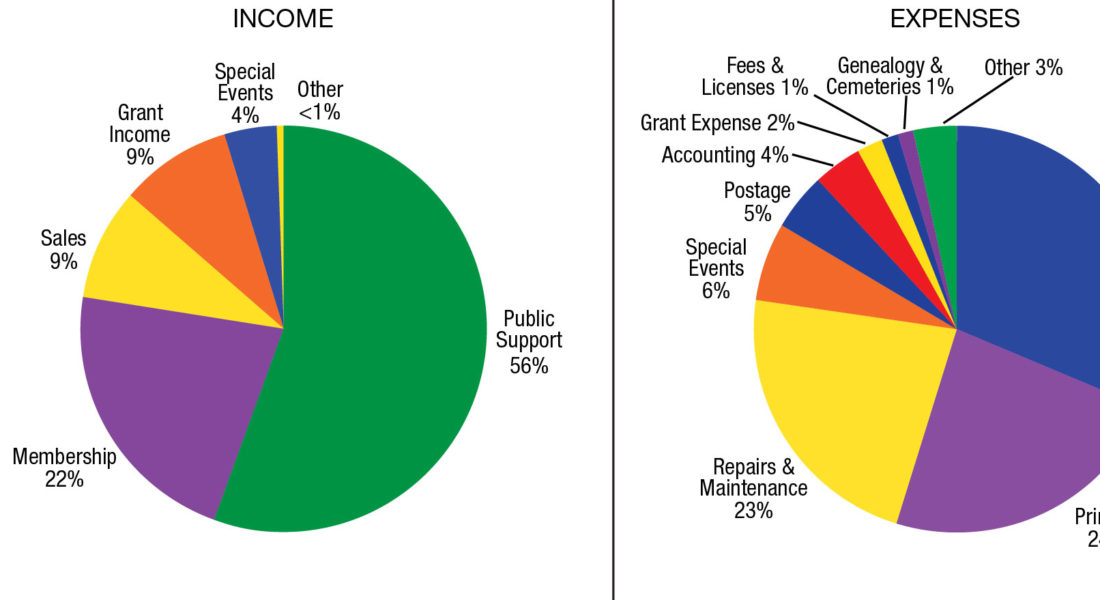 INCOME
Special
Events
4%
Other
<1%
Grant
Income
9%
Sales
9%
Public
Support
56%
Membership
22%
EXPENSES
Fees &
Licenses 1%
Genealogy &
Cemeteries 1%
Other 3%
Grant Expense 2%
Accounting 4%
Postage
5%
Special
Events
6%
Repairs &
Maintenance
23%